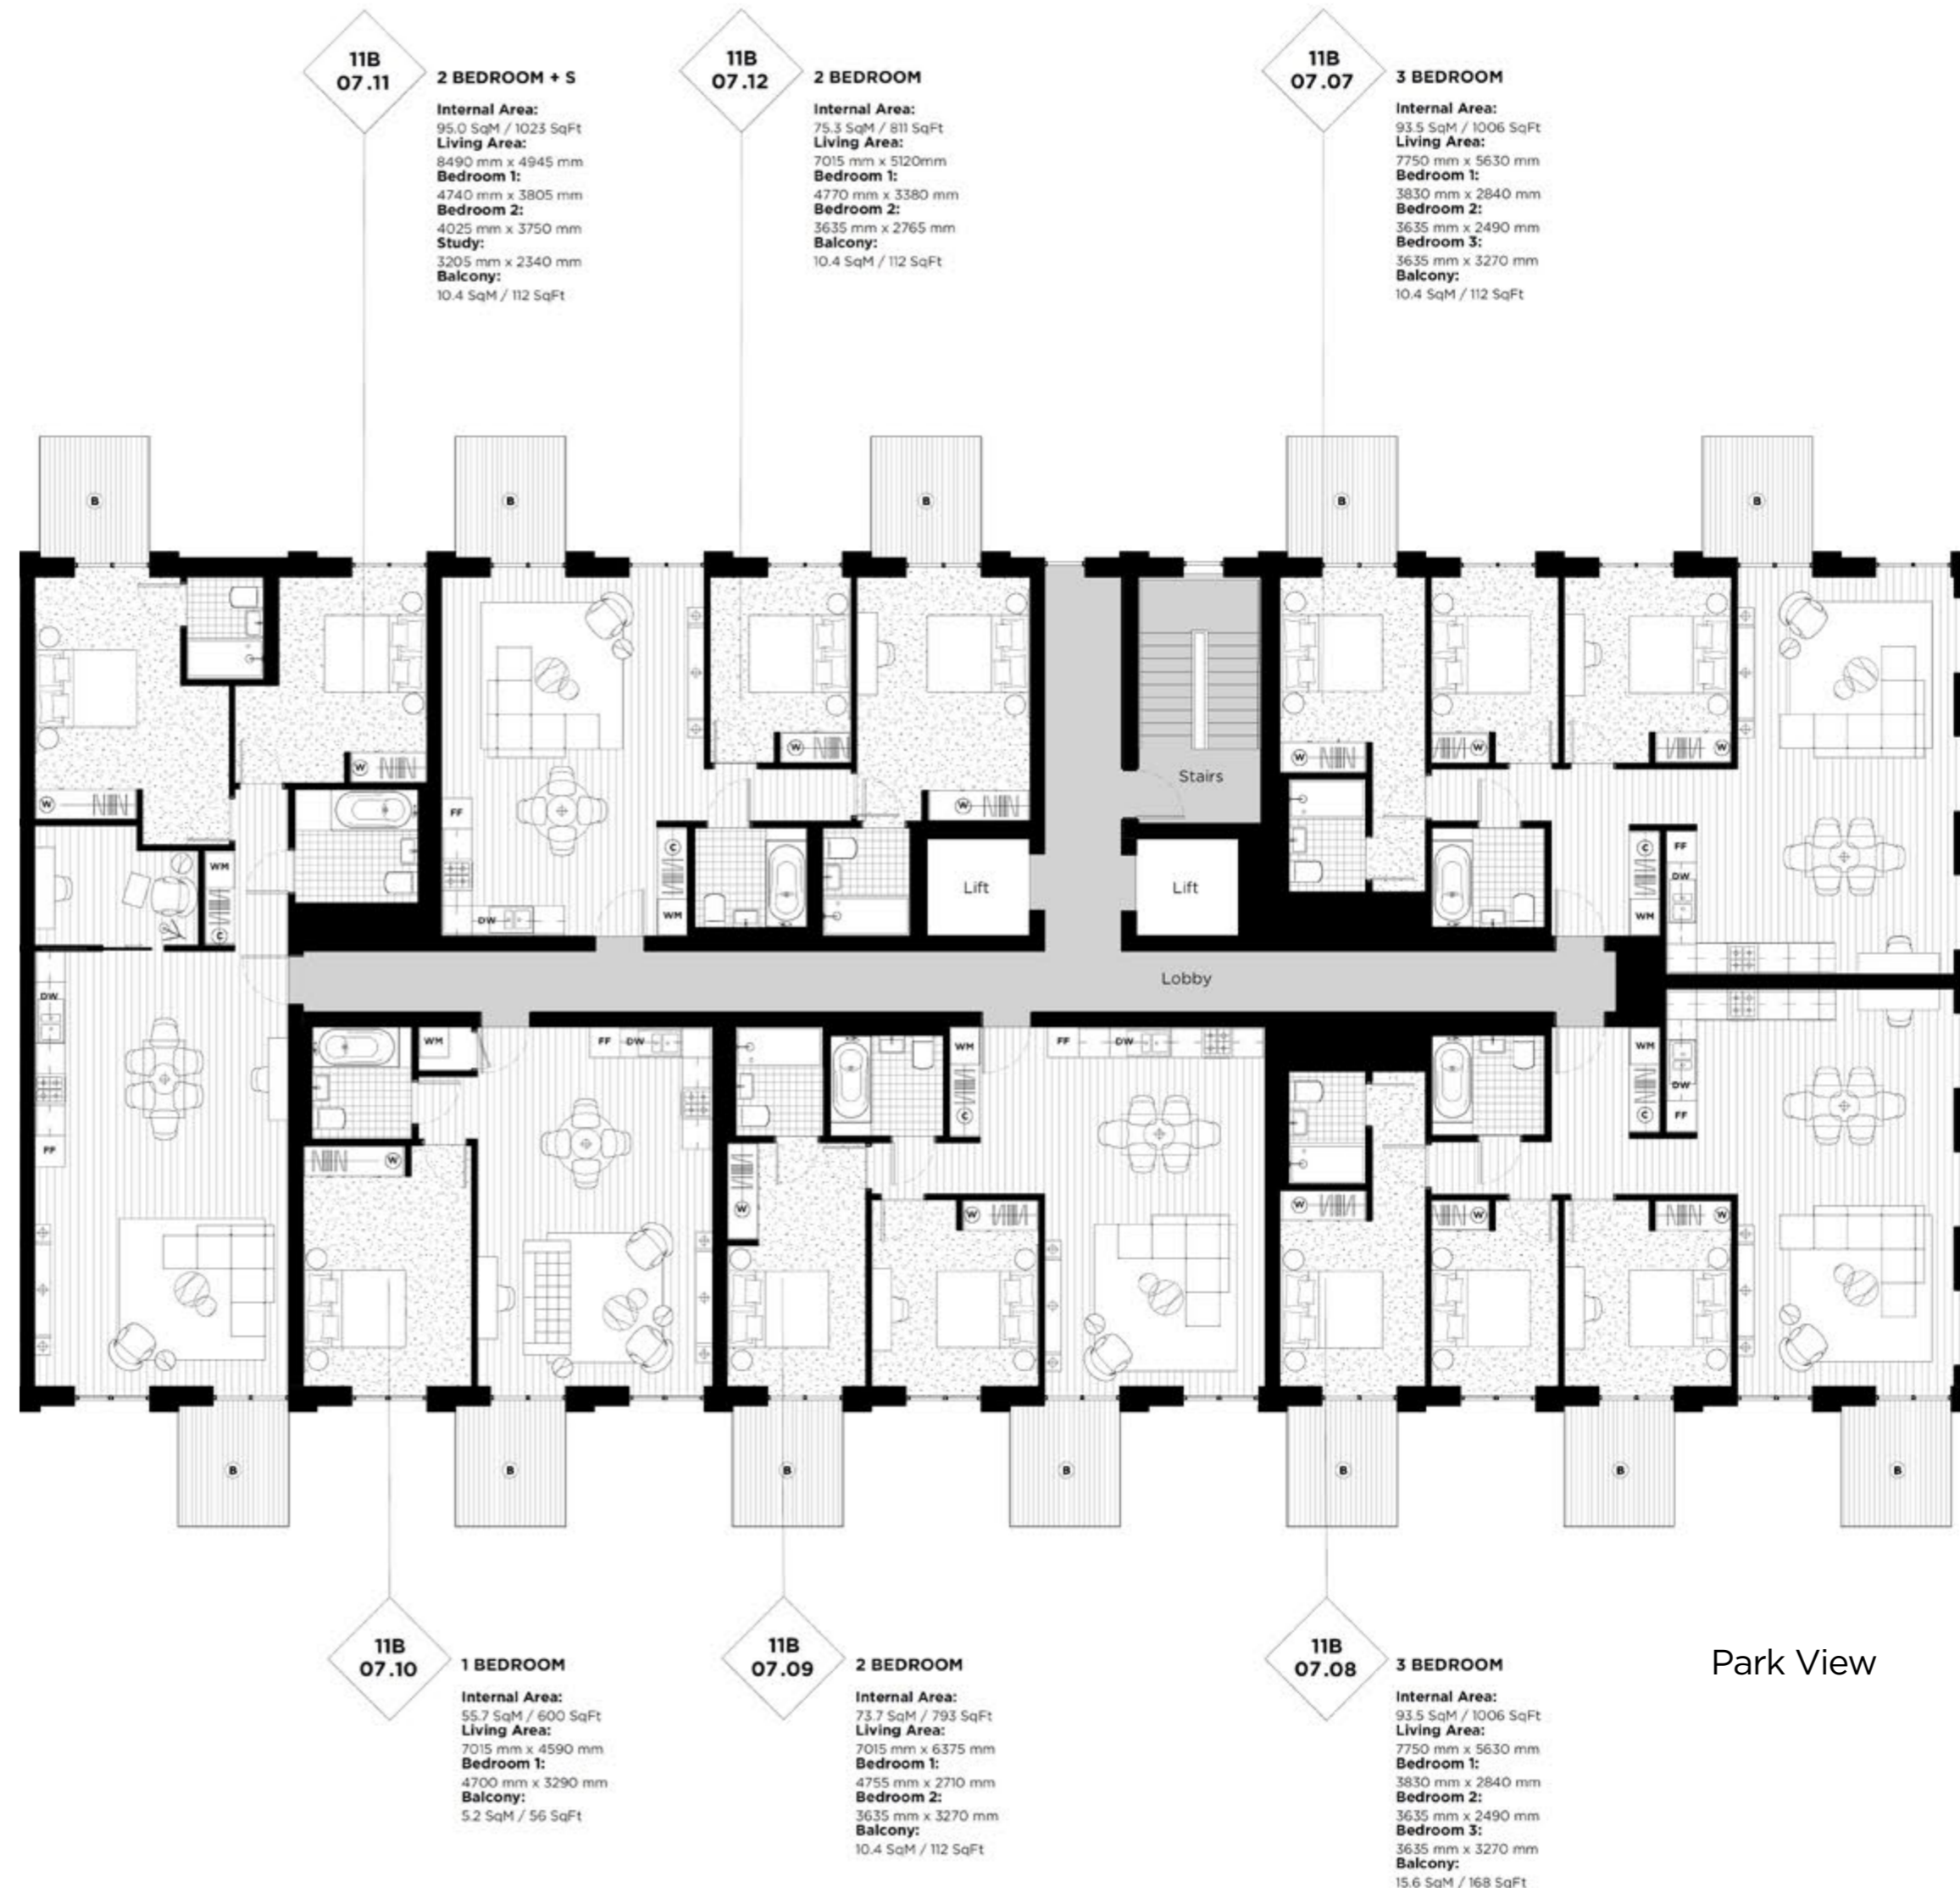 11B
07.11
2 BEDROOM + S
Internal Area:
95.0 SqM / 1023 SqFt
Living Area:
8490 mm x 4945 mm
Bedroom 1:
4740 mm x 3805 mm
Bedroom 2:
4025 mm x 3750 mm
Study:
3205 mm x 2340 mm
Balcony:
10.4 SqM / 112 SqFt
11B
07.12
2 BEDROOM
Internal Area:
75.3 SqM / 811 SqFt
Living Area:
7015 mm x 5120mm
Bedroom 1:
4770 mm x 3380 mm
Bedroom 2:
3635 mm x 2765 mm
Balcony:
10.4 SqM / 112 SqFt
11B
07.07
3 BEDROOM
Internal Area:
93.5 SqM / 1006 SqFt
Living Area:
7750 mm x 5630 mm
Bedroom 1:
3830 mm x 2840 mm
Bedroom 2:
3635 mm x 2490 mm
Bedroom 3:
3635 mm x 3270 mm
Balcony:
10.4 SqM / 112 SqFt
B
B
B
B
B
W
W
W
W
W
W
W
Stairs
W
FF
C
WM
DW
WM
C
Lift
Lift
C
WM
FF
DW
Lobby
DW
FF
WM
FF
DW
WM
C
FF
DW
WM
C
DW
FF
W
W
W
W
W
W
B
B
B
B
B
B
B
11B
07.10
1 BEDROOM
Internal Area:
55.7 SqM / 600 SqFt
Living Area:
7015 mm x 4590 mm
Bedroom 1:
4700 mm x 3290 mm
Balcony:
5.2 SqM / 56 SqFt
11B
07.09
2 BEDROOM
Internal Area:
73.7 SqM / 793 SqFt
Living Area:
7015 mm x 6375 mm
Bedroom 1:
4755 mm x 2710 mm
Bedroom 2:
3635 mm x 3270 mm
Balcony:
10.4 SqM / 112 SqFt
11B
07.08
3 BEDROOM
Internal Area:
93.5 SqM / 1006 SqFt
Living Area:
7750 mm x 5630 mm
Bedroom 1:
3830 mm x 2840 mm
Bedroom 2:
3635 mm x 2490 mm
Bedroom 3:
3635 mm x 3270 mm
Balcony:
15.6 SqM / 168 SqFt
Park View